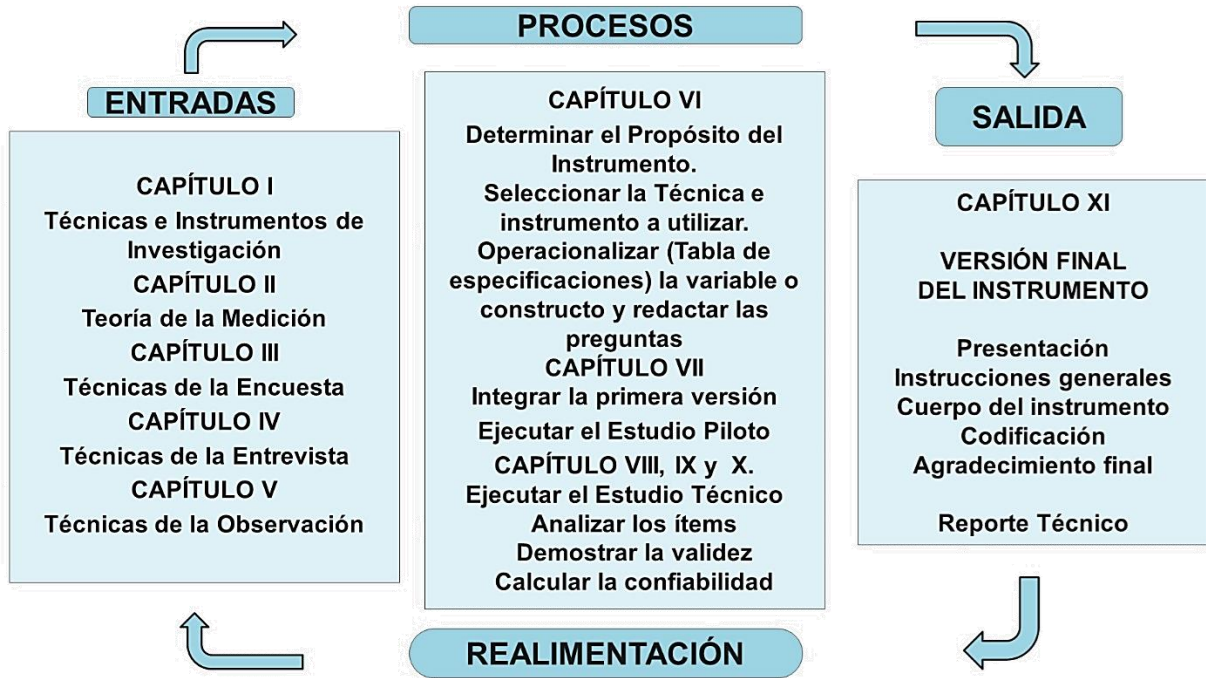 PROCESOS
ENTRADAS
CAPÍTULO I
Técnicas e Instrumentos de
Investigación
CAPÍTULO II
Teoría de la Medición
CAPÍTULO III
Técnicas de la Encuesta
CAPÍTULO IV
Técnicas de la Entrevista
CAPÍTULO V
Técnicas de la Observación
CAPÍTULO VI
Determinar el Propósito del
Instrumento.
Seleccionar la Técnica e
instrumento a utilizar.
Operacionalizar (Tabla de
especificaciones) la variable o
constructo y redactar las
preguntas
CAPÍTULO VII
Integrar la primera versión
Ejecutar el Estudio Piloto
CAPÍTULO VIII, IX y X.
Ejecutar el Estudio Técnico
Analizar los ítems
Demostrar la validez
Calcular la confiabilidad
SALIDA
CAPÍTULO XI
VERSIÓN FINAL
DEL INSTRUMENTO
Presentación
Instrucciones generales
Cuerpo del instrumento
Codificación
Agradecimiento final
Reporte Técnico
REALIMENTACIÓN